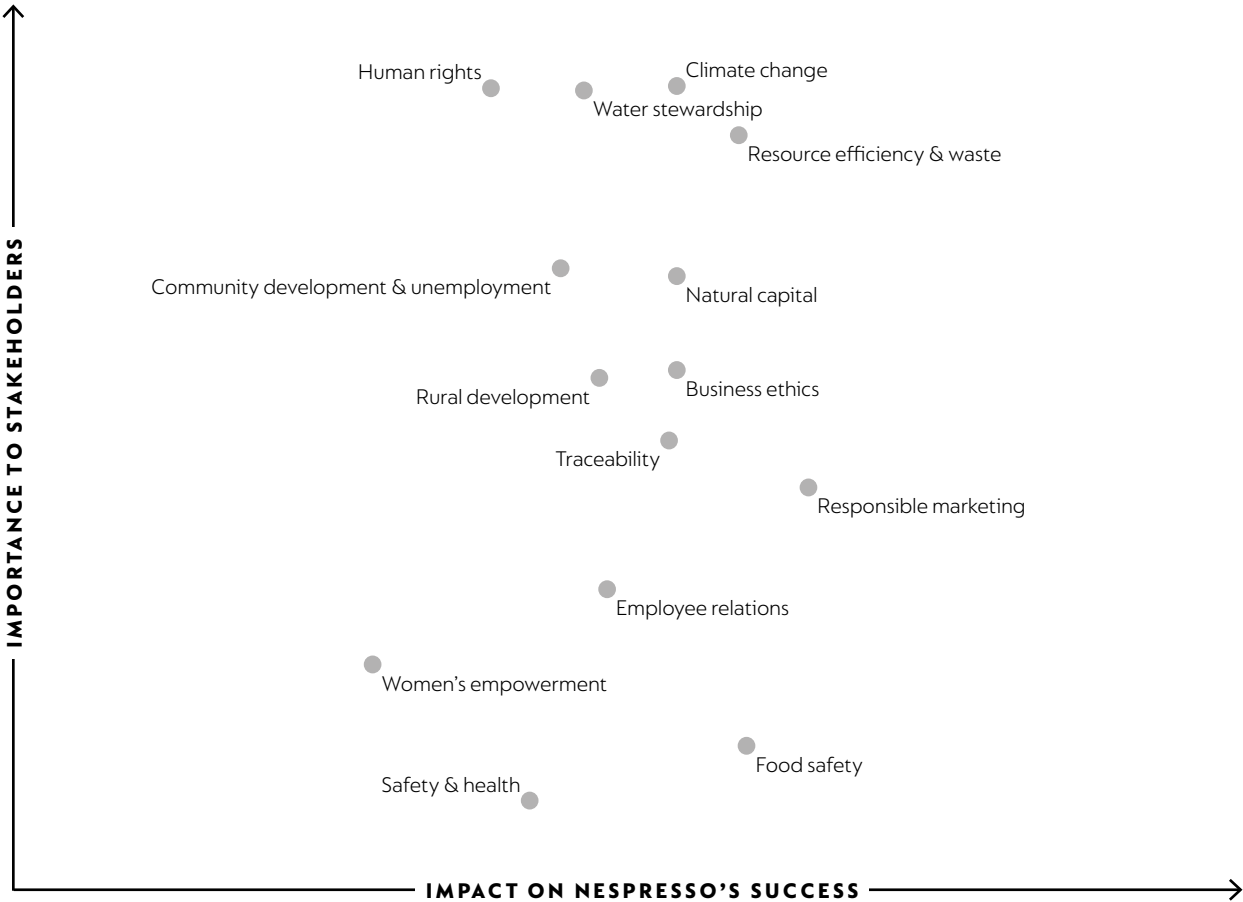 Climate change
Human rights
Water stewardship
Resource efficiency & waste
Community development & unemployment
Natural capital
Business ethics
Rural development
Traceability
Responsible marketing
Employee relations
Women’s empowerment
Food safety
Safety & health
IMPORTANCE TO STAKEHOLDERS
IMPACT ON NESPRESSO’S SUCCESS